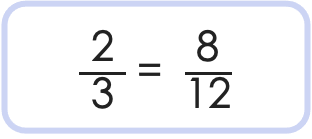 2/3 = 8/12